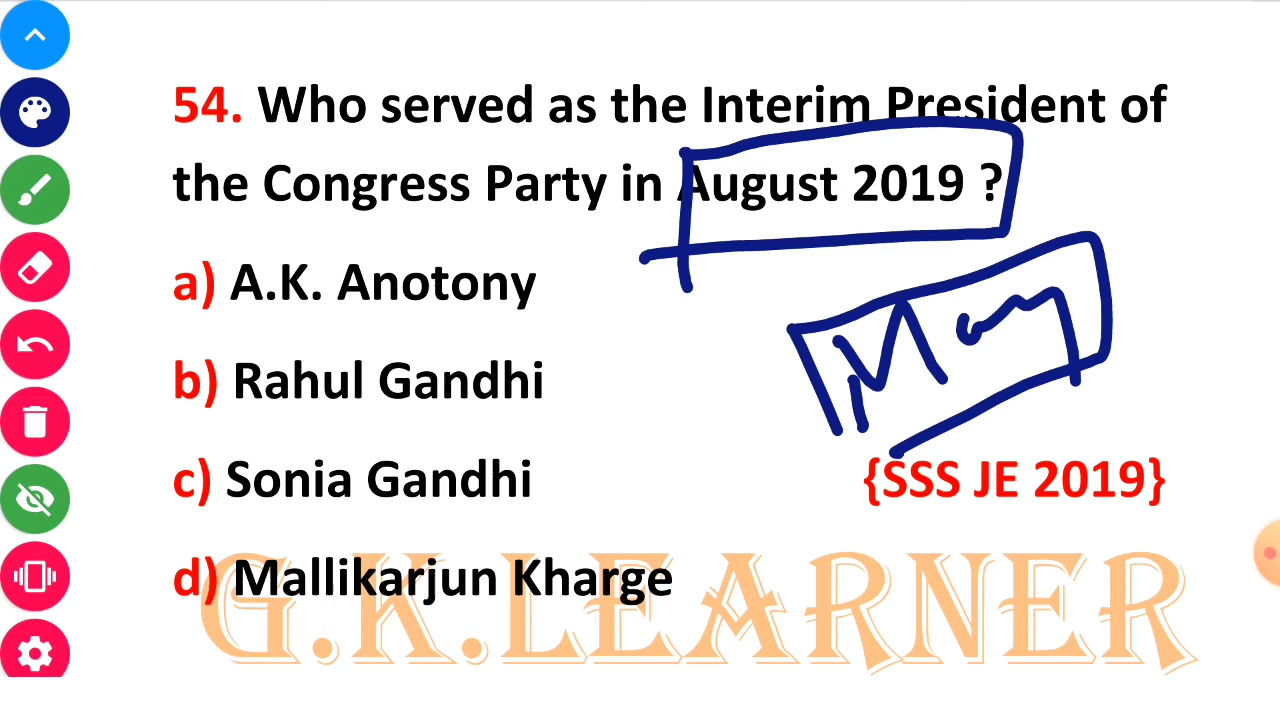 54. Who served as the Interim President of
the Congress Party in August 2019 ?
a) A.K. Anotony
May
b) Rahul Gandhi
c) Sonia Gandhi
{SSS JE 2019}
d) Mallikarjun Kharge
G.K.LEARNER